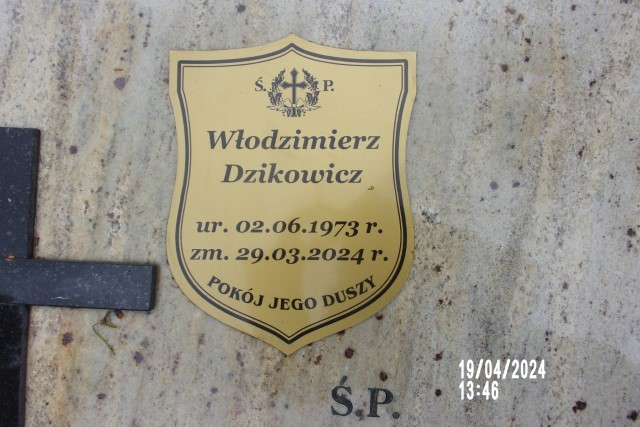 Ś. P.
Włodzimierz
Dzikowicz
ur. 02.06.1973 r.
zm. 29.03.2024 r.
POKÓJ JEGO DUSZY
19/04/2024
13:46
Ś.P.